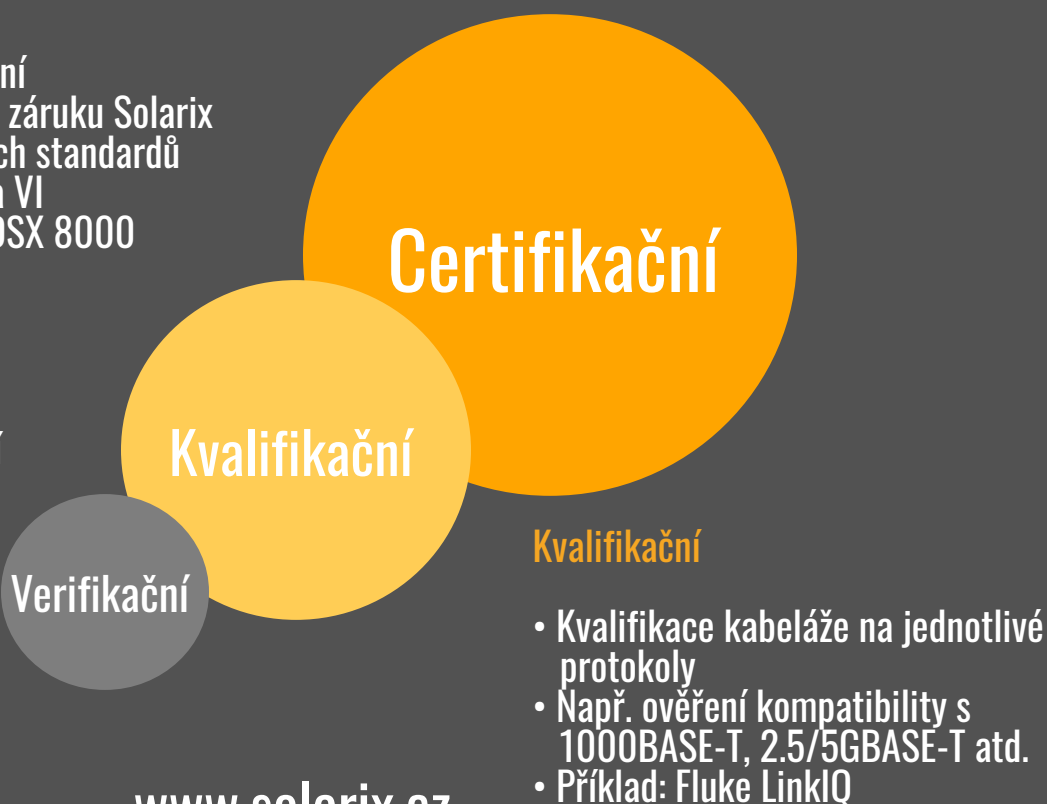 ní
záruku Solarix
ch standardů
VI
DSX 8000
Certifikační
í
Kvalifikační
Verifikační
Kvalifikační
• Kvalifikace kabeláže na jednotlivé
protokoly
• Např. ověření kompatibility s
1000BASE-T, 2.5/5GBASE-T atd.
• Příklad: Fluke LinkIQ